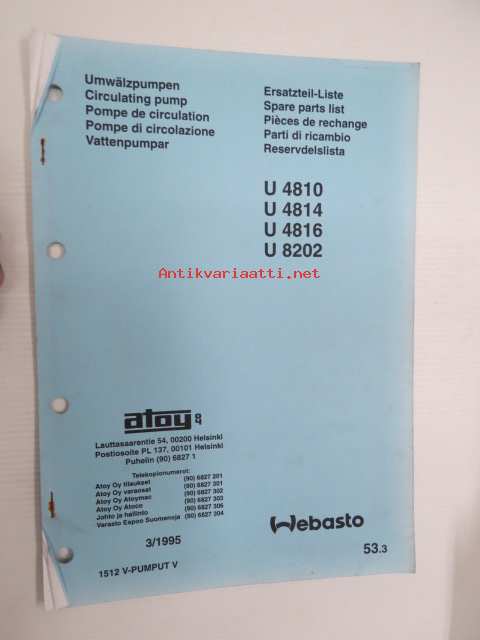 Umwälzpumpen
Circulating pump
Pompe de circulation
Pompe di circolazione
Vattenpumpar
Ersatzteil-Liste
Spare parts list
Pièces de rechange
Parti di ricambio
Reservdelslista
U 4810
U 4814
U 4816
U 8202
Antikvariaatti.net
atoy oy
Lauttasaarentie 54, 00200 Helsinki
Postiosoite PL 137, 00101 Helsinki
Puhelin (90) 6827 1
Telekopionumerot:
Atoy Oy tilaukset (90) 6827 201
Atoy Oy varaosat (90) 6827 301
Atoy Oy Atoymac (90) 6827 302
Atoy Oy Atoco (90) 6827 303
Johto ja hallinto (90) 6827 306
Varasto Espoo Suomenoja (90) 6827 304
3/1995
Webasto
53.3
1512 V-PUMPUT V